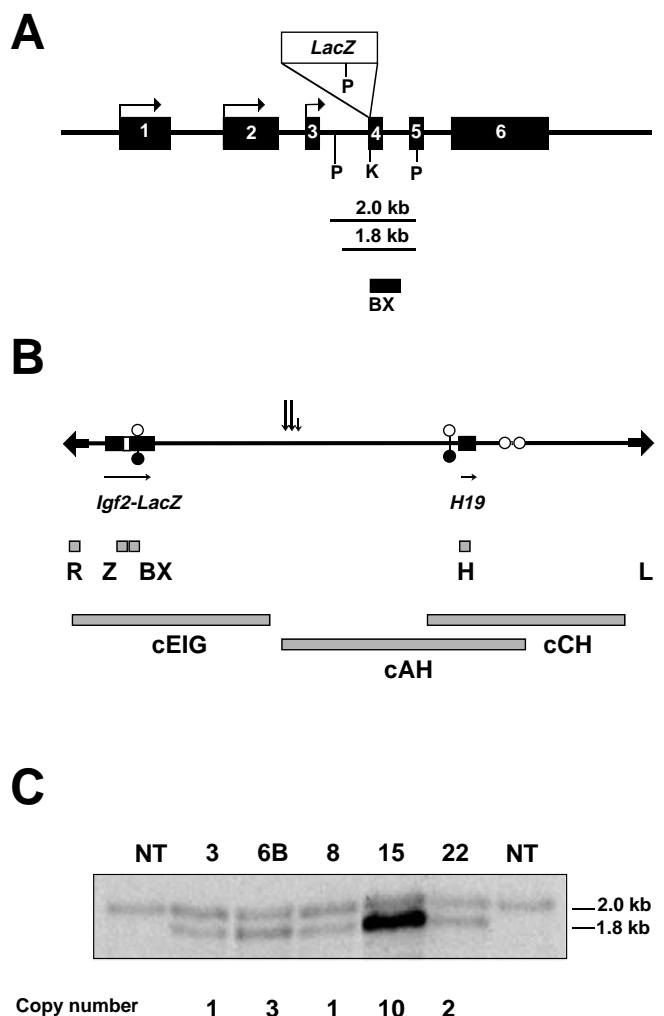 A
LacZ
P
1 2 3 4 5 6
P K P
2.0 kb
1.8 kb
BX
B
Igf2-LacZ H19
R Z BX H L
cEIG cCH
cAH
C
NT 3 6B 8 15 22 NT
2.0 kb
1.8 kb
Copy number 1 3 1 10 2